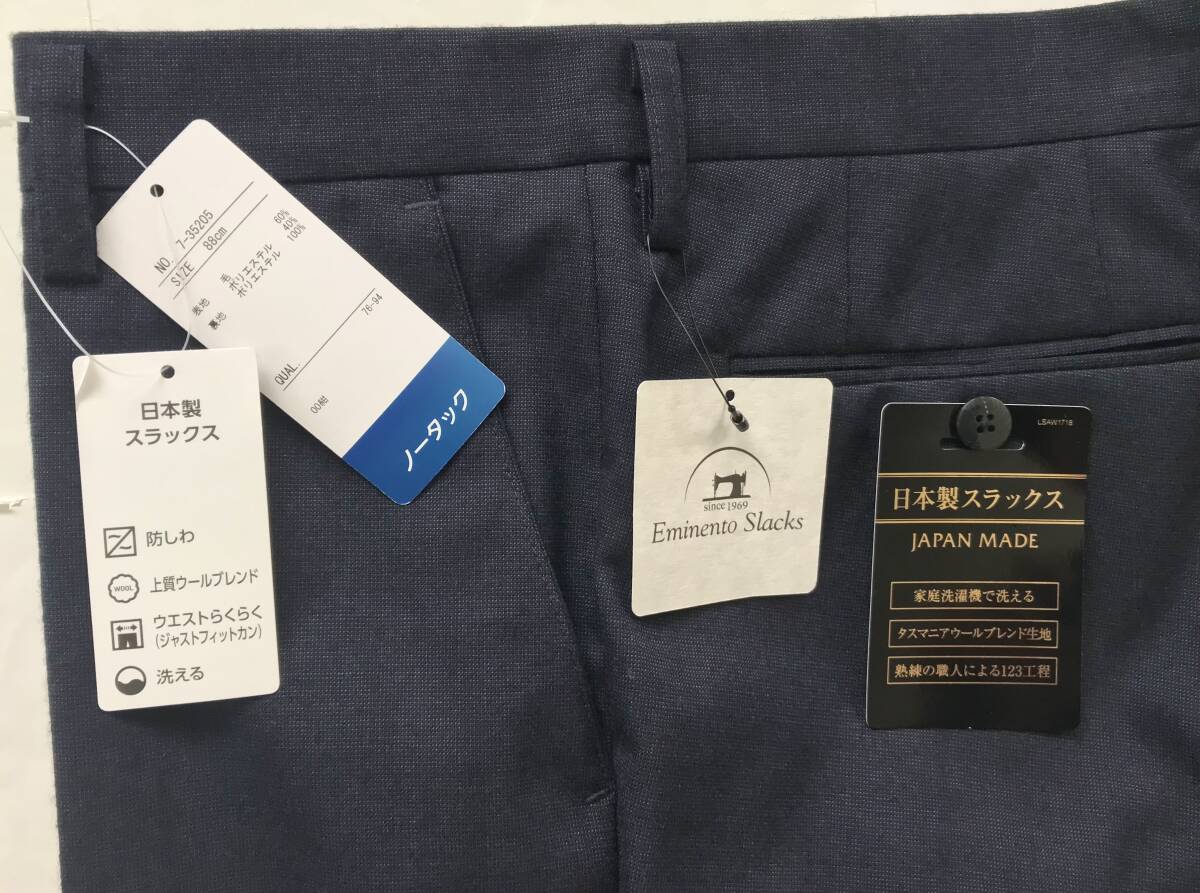 NO. 7-35205
SIZE 88cm
表地 毛 60%
ポリエステル 40%
裏地 ポリエステル 100%
QUAL. 76-94
00紺
ノータック
日本製
スラックス
防しわ
WOOL
上質ウールブレンド
ウエストらくらく
(ジャストフィットカン)
洗える
since 1969
Eminento Slacks
LSAW1718
日本製スラックス
JAPAN MADE
家庭洗濯機で洗える
タスマニアウールブレンド生地
熟練の職人による123工程